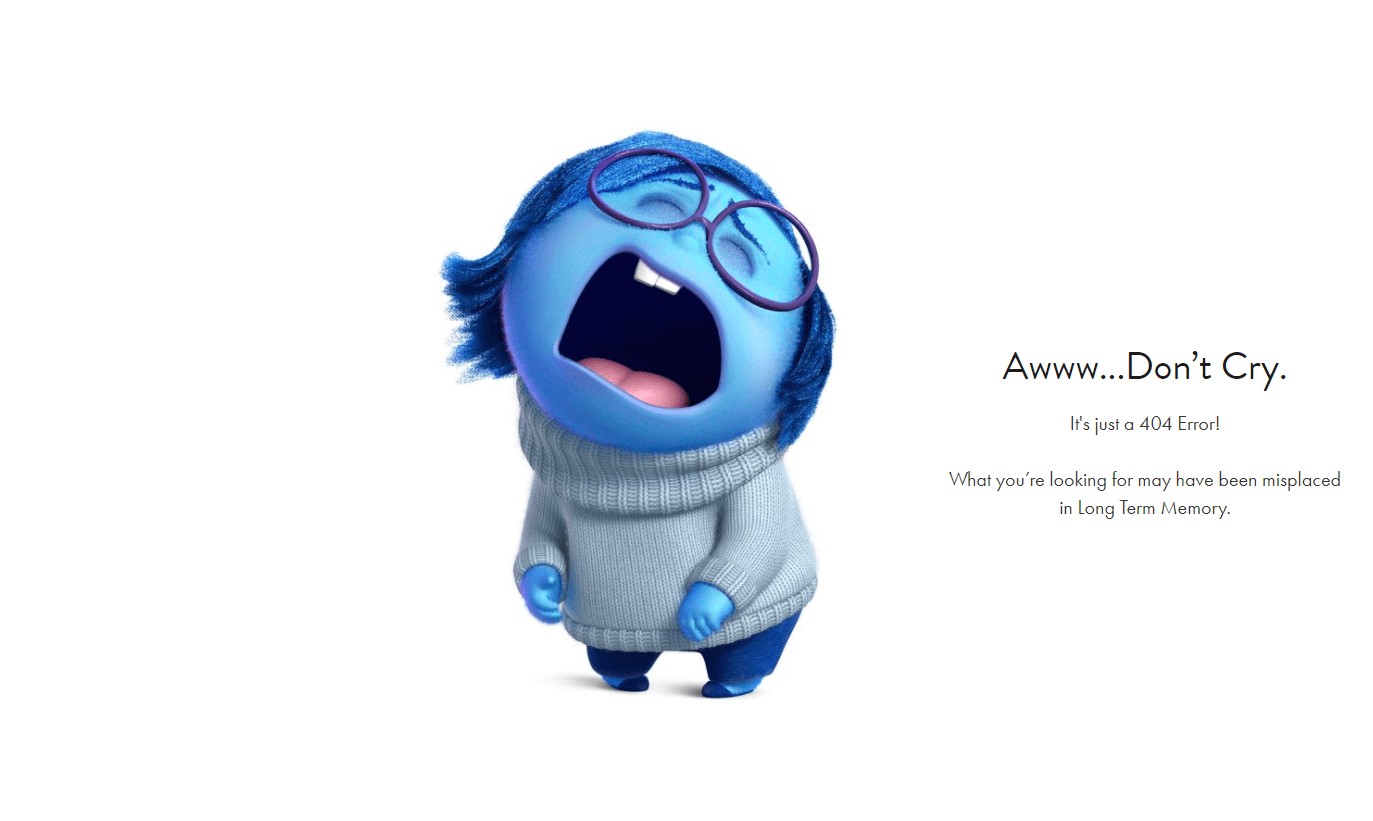 Awww...Don’t Cry.
It's just a 404 Error!
What you’re looking for may have been misplaced
in Long Term Memory.